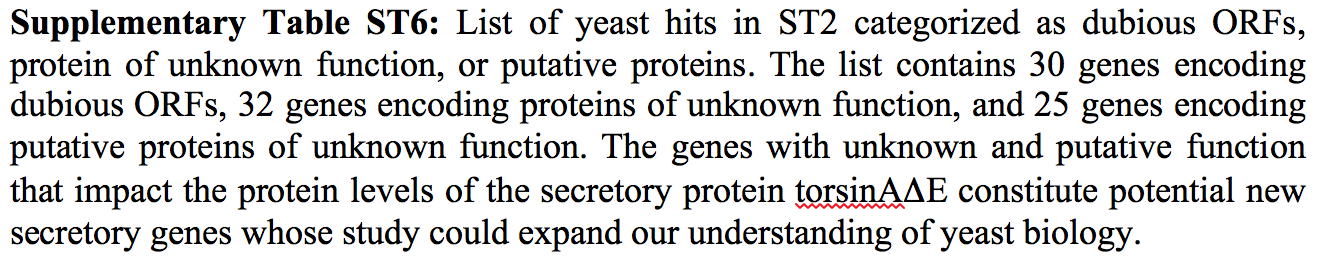 Supplementary Table ST6: List of yeast hits in ST2 categorized as dubious ORFs,
protein of unknown function, or putative proteins. The list contains 30 genes encoding
dubious ORFs, 32 genes encoding proteins of unknown function, and 25 genes encoding
putative proteins of unknown function. The genes with unknown and putative function
that impact the protein levels of the secretory protein torsinAΔE constitute potential new
secretory genes whose study could expand our understanding of yeast biology.